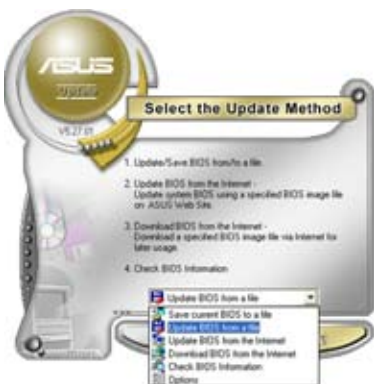 ASUS
Update
V5.27.01
Select the Update Method
1. Update/Save BIOS from/to a file.
2. Update BIOS from the Internet -
Update system BIOS using a specified BIOS image file
on ASUS Web Site.
3. Download BIOS from the Internet -
Download a specified BIOS image file via Internet for
later usage.
4. Check BIOS Information
Update BIOS from a file
Save current BIOS to a file
Update BIOS from a file
Update BIOS from the Internet
Download BIOS from the Internet
Check BIOS Information
Options